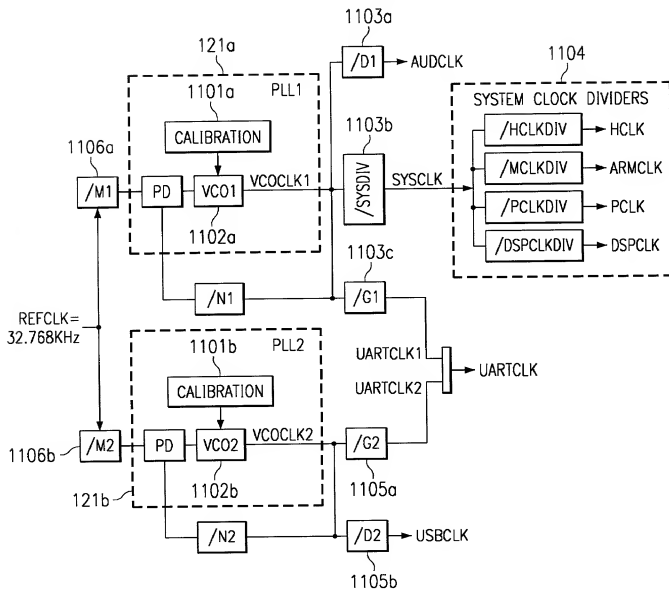 1103a
121a
/D1
AUDCLK
1104
1101a
PLL1
SYSTEM CLOCK DIVIDERS
1103b
/HCLKDIV
HCLK
CALIBRATION
1106a
/MCLKDIV
ARMCLK
/M1
PD
VCO1
VCOCLK1
/SYSDIV
SYSCLK
/PCLKDIV
PCLK
1102a
1103c
/DSPCLKDIV
DSPCLK
/N1
/G1
REFCLK=
32.768KHz
1101b
PLL2
UARTCLK1
UARTCLK
UARTCLK2
CALIBRATION
/M2
PD
VCO2
VCOCLK2
/G2
1106b
1102b
1105a
121b
/N2
/D2
USBCLK
1105b